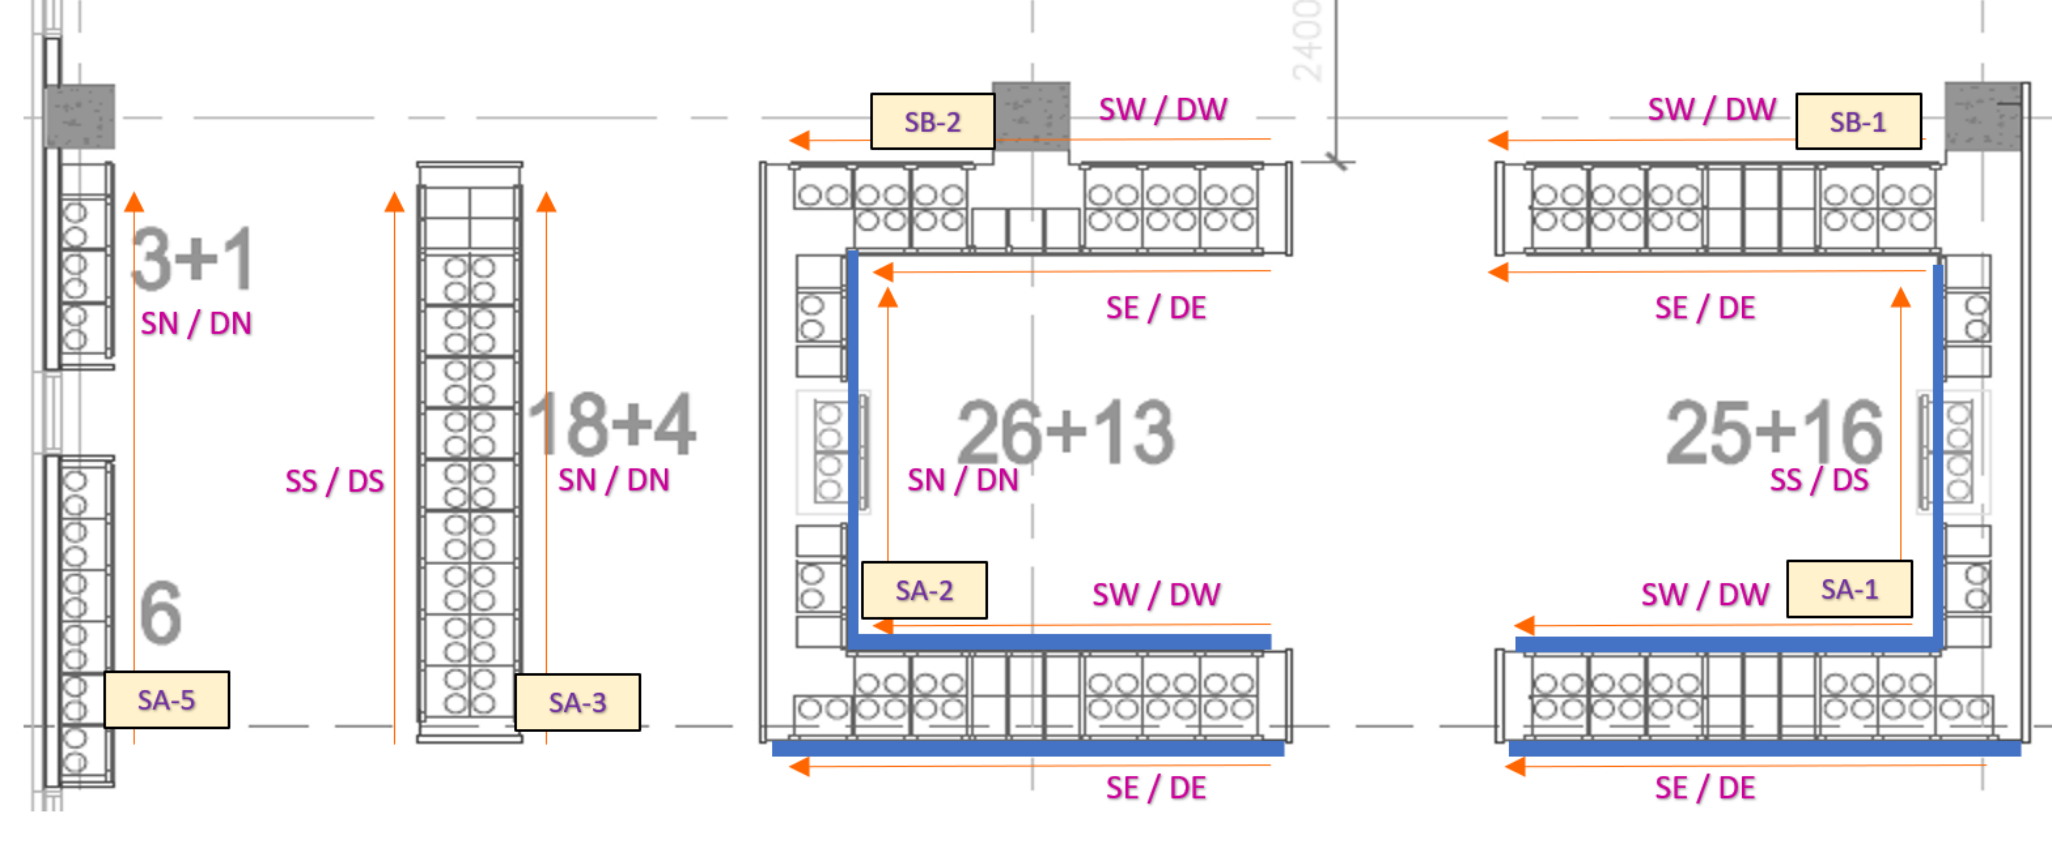 2400
SB-2
SW / DW
SW / DW
SB-1
3+1
SN / DN
SE / DE
SE / DE
18+4
26+13
25+16
SS / DS
SN / DN
SN / DN
SS / DS
6
SA-2
SW / DW
SW / DW
SA-1
SA-5
SA-3
SE / DE
SE / DE